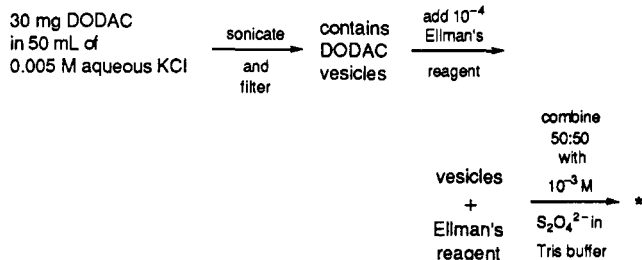 30 mg DODAC
in 50 mL of
0.005 M aqueous KCl
sonicate
and
filter
contains
DODAC
vesicles
add 10⁻⁴
Ellman's
reagent
vesicles
+
Ellman's
reagent
combine
50:50
with
10⁻³ M
S₂O₄²⁻ in
Tris buffer
*